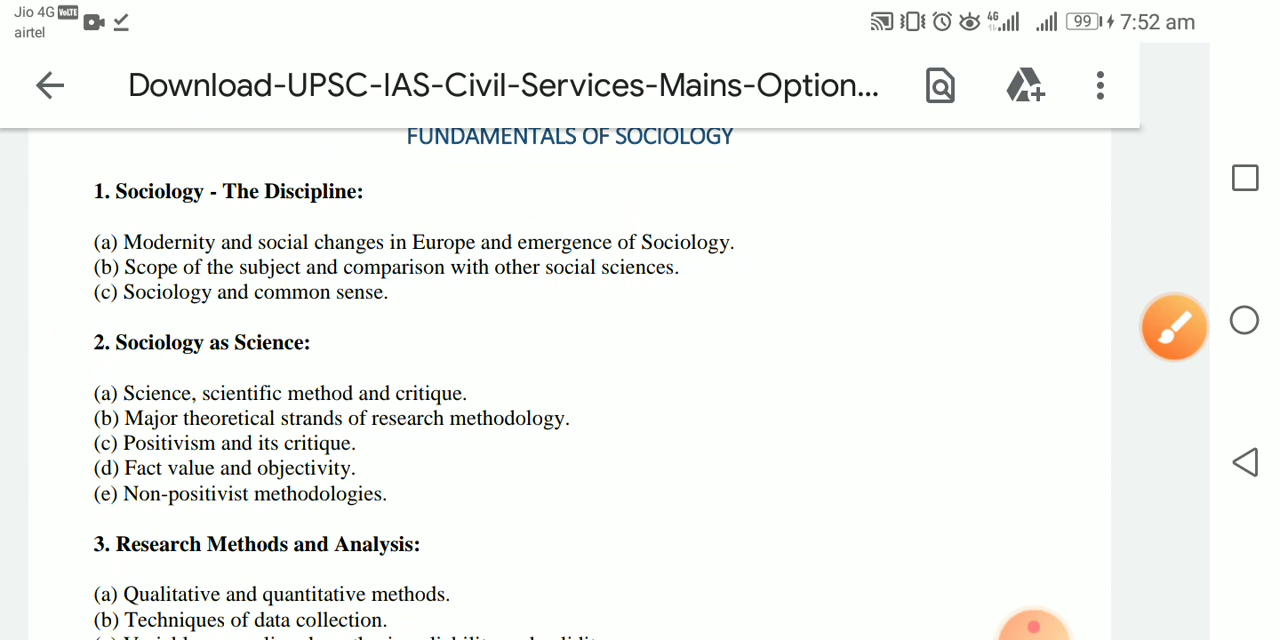 Jio 4G VoLTE
airtel
4G
99
7:52 am
Download-UPSC-IAS-Civil-Services-Mains-Option...
FUNDAMENTALS OF SOCIOLOGY
1. Sociology - The Discipline:
(a) Modernity and social changes in Europe and emergence of Sociology.
(b) Scope of the subject and comparison with other social sciences.
(c) Sociology and common sense.
2. Sociology as Science:
(a) Science, scientific method and critique.
(b) Major theoretical strands of research methodology.
(c) Positivism and its critique.
(d) Fact value and objectivity.
(e) Non-positivist methodologies.
3. Research Methods and Analysis:
(a) Qualitative and quantitative methods.
(b) Techniques of data collection.